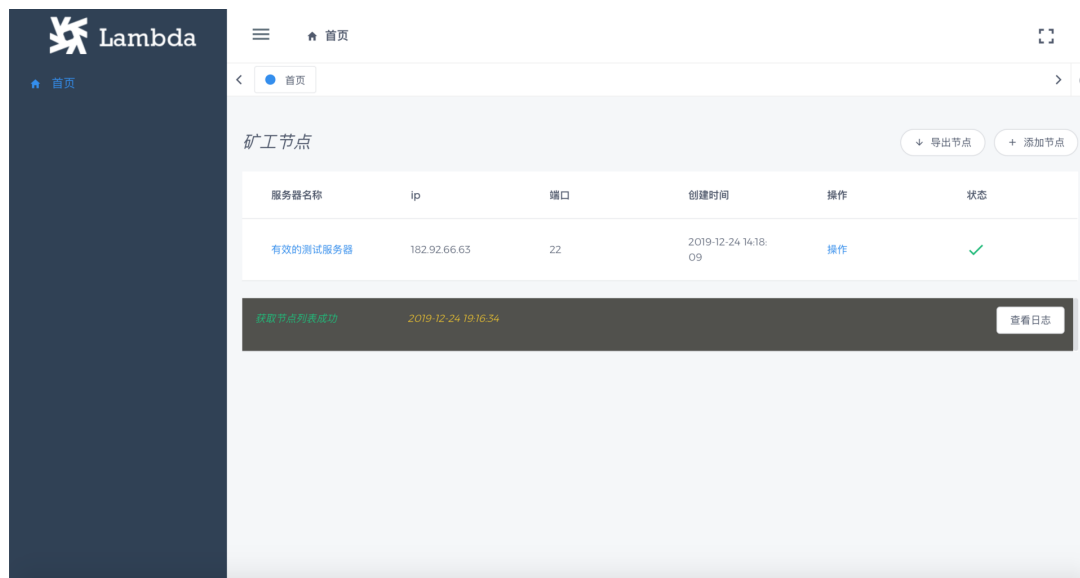 Lambda
首页
首页
首页
矿工节点
导出节点
添加节点
服务器名称 ip 端口 创建时间 操作 状态
有效的测试服务器 182.92.66.63 22 2019-12-24 14:18:
09 操作
获取节点列表成功 2019-12-24 19:16:34 查看日志